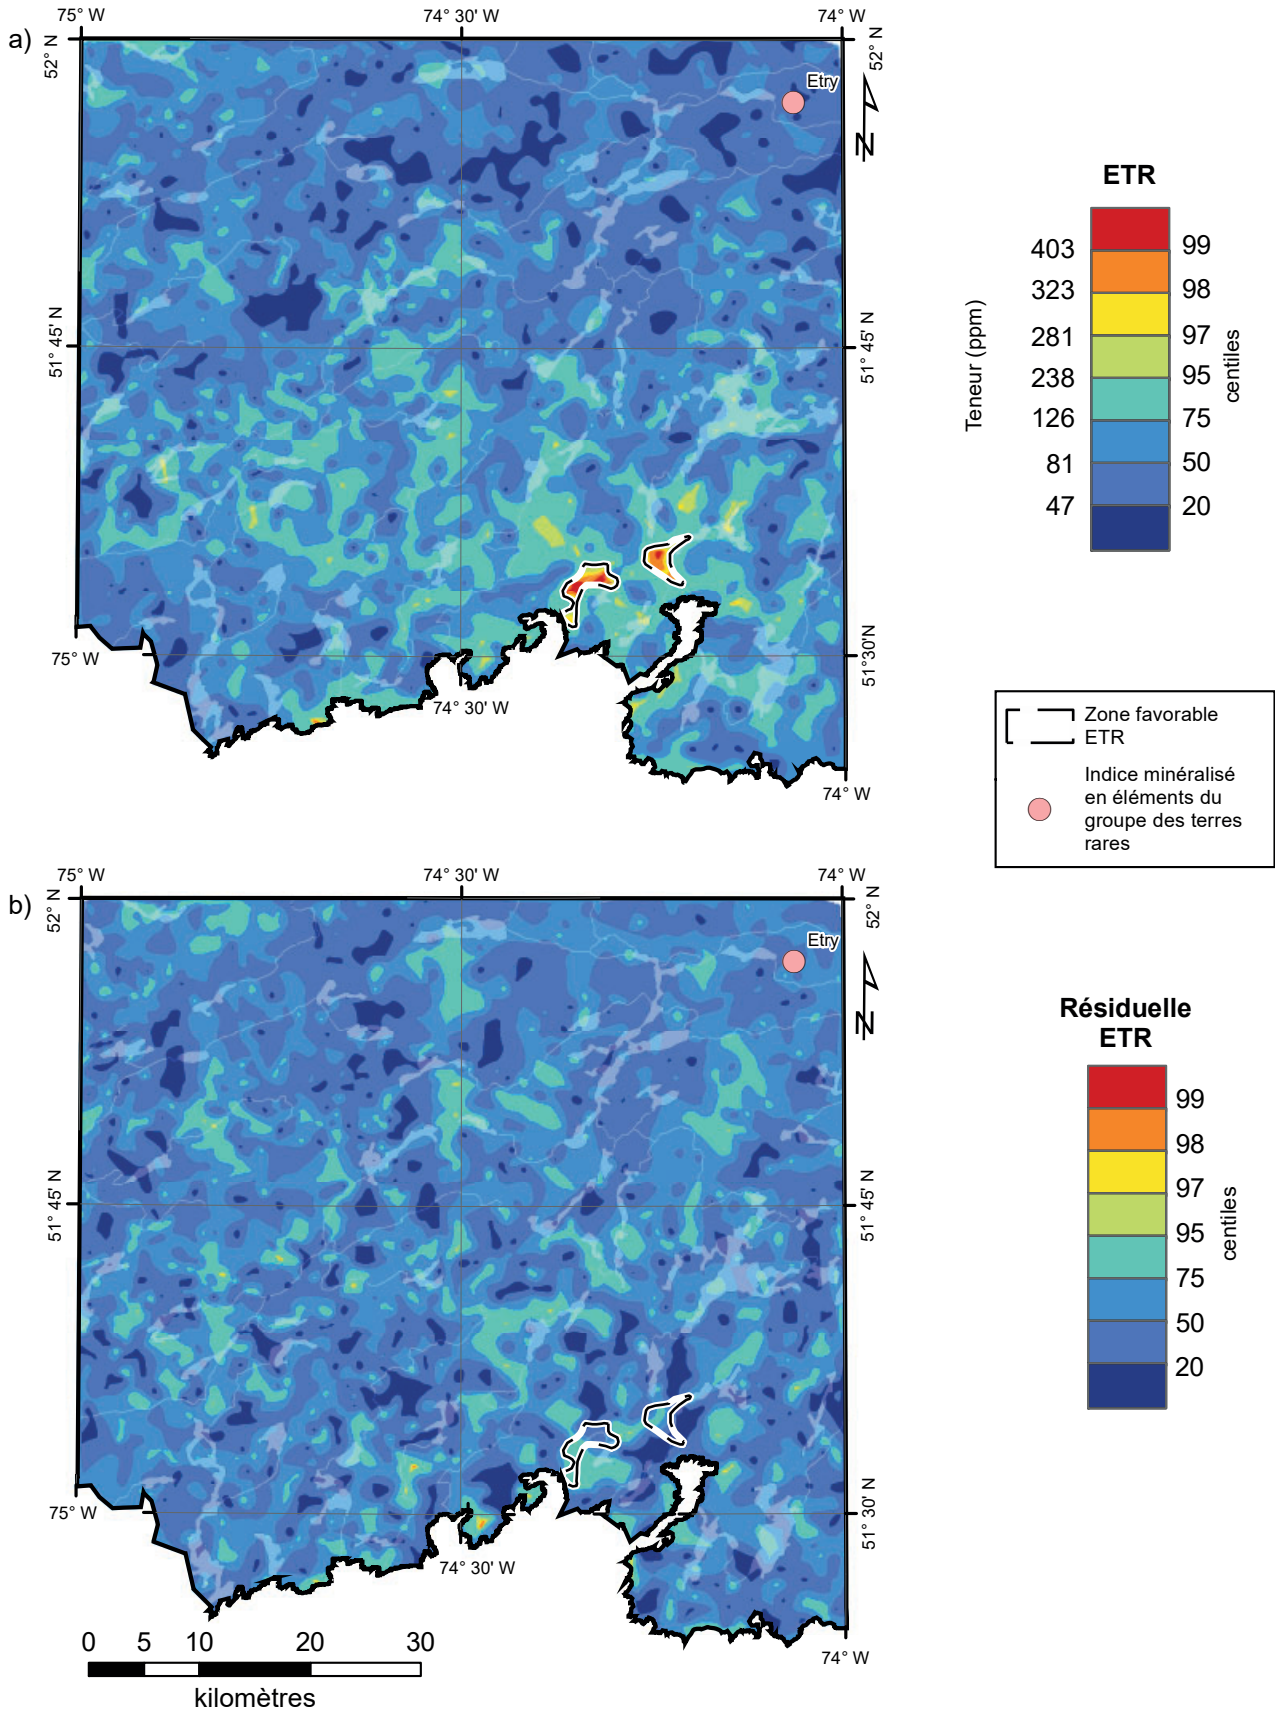 a)
75° W
74° 30' W
74° W
52° N
52° N
Etry
N
51° 45' N
51° 45' N
75° W
74° 30' W
51°30'N
74° W
ETR
Teneur (ppm)
403
323
281
238
126
81
47
99
98
97
95
75
50
20
centiles
Zone favorable
ETR
Indice minéralisé
en éléments du
groupe des terres
rares
b)
75° W
74° 30' W
74° W
52° N
52° N
Etry
N
51° 45' N
51° 45' N
75° W
74° 30' W
51° 30' N
74° W
Résiduelle
ETR
99
98
97
95
75
50
20
centiles
0 5 10 20 30
kilomètres